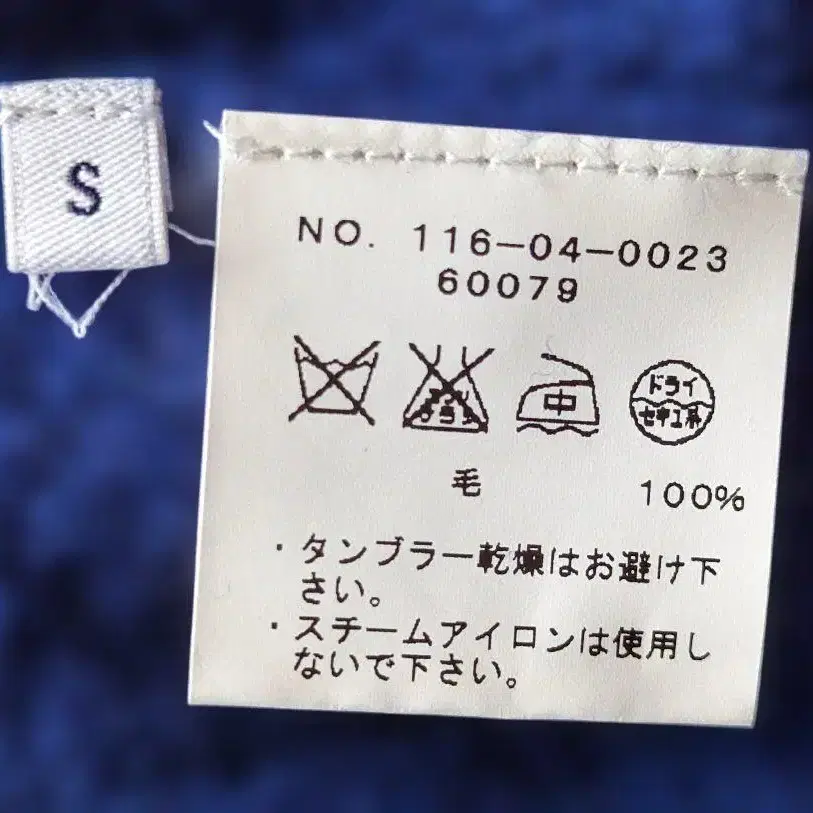 S
NO. 116-04-0023
60079
中
ドライ
セキユ系
毛 100%
・タンブラー乾燥はお避け下
さい。
・スチームアイロンは使用し
ないで下さい。